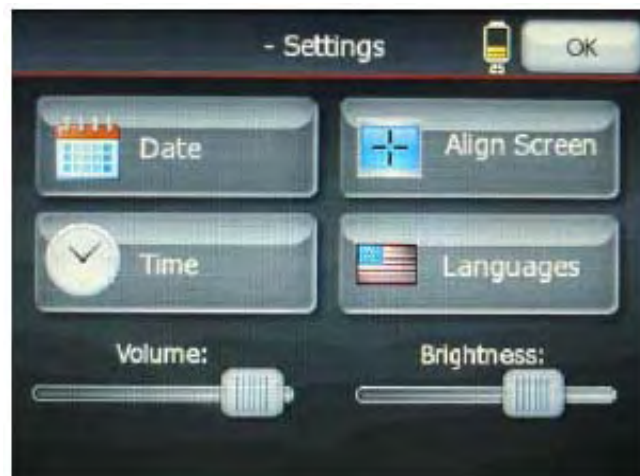 - Settings
OK
Date
Align Screen
Time
Languages
Volume:
Brightness: